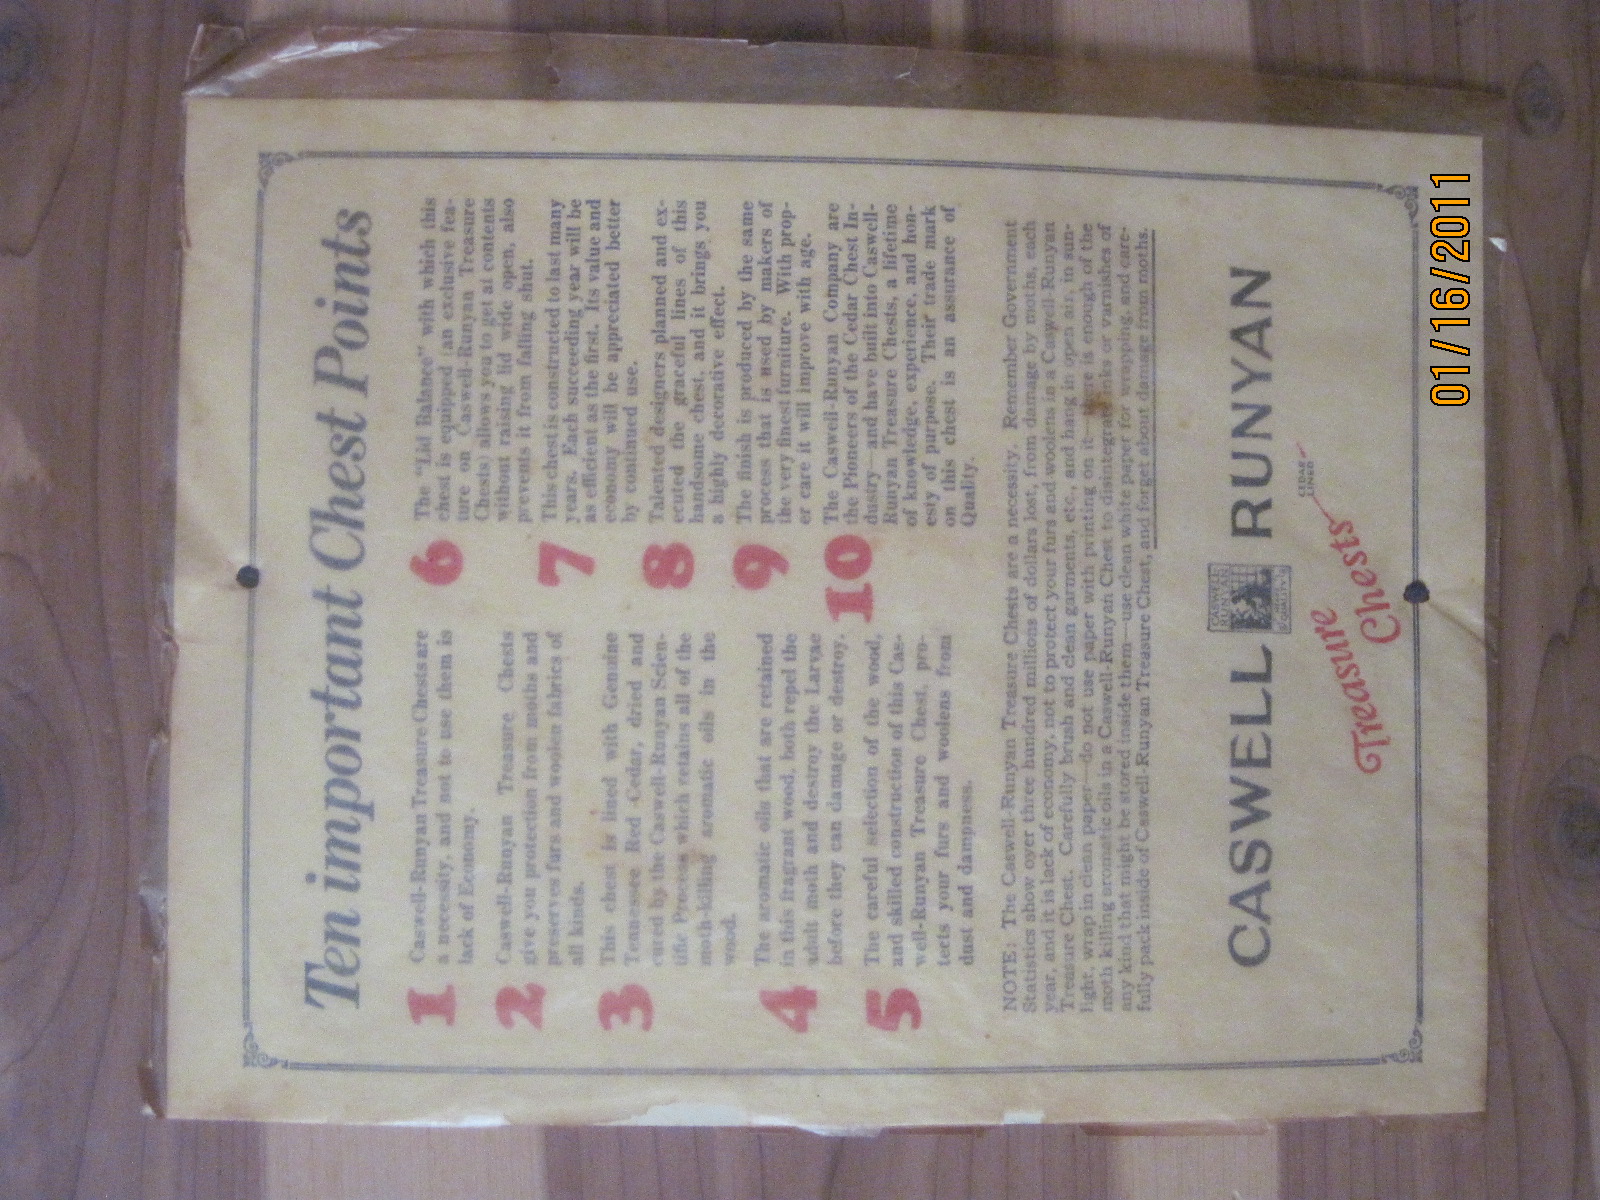 Ten important Chest Points
1
Caswell-Runyan Treasure Chests are
a necessity, and not to use them is
lack of Economy.
2
Caswell-Runyan Treasure Chests
give you protection from moths and
preserves furs and woolen fabrics of
all kinds.
3
This chest is lined with Genuine
Tennessee Red Cedar, dried and
cured by the Caswell-Runyan Scien-
tific Process which retains all of the
moth-killing aromatic oils in the
wood.
4
The aromatic oils that are retained
in this fragrant wood, both repel the
adult moth and destroy the Larvae
before they can damage or destroy.
5
The careful selection of the wood,
and skilled construction of this Cas-
well-Runyan Treasure Chest, pro-
tects your furs and woolens from
dust and dampness.
6
The "Lid Balance" with which this
chest is equipped (an exclusive fea-
ture on Caswell-Runyan Treasure
Chests) allows you to get at contents
without raising lid wide open, also
prevents it from falling shut.
7
This chest is constructed to last many
years. Each succeeding year will be
as efficient as the first. Its value and
economy will be appreciated better
by continued use.
8
Talented designers planned and ex-
ecuted the graceful lines of this
handsome chest, and it brings you
a highly decorative effect.
9
The finish is produced by the same
process that is used by makers of
the very finest furniture. With prop-
er care it will improve with age.
10
The Caswell-Runyan Company are
the Pioneers of the Cedar Chest In-
dustry—and have built into Caswell-
Runyan Treasure Chests, a lifetime
of knowledge, experience, and hon-
esty of purpose. Their trade mark
on this chest is an assurance of
Quality.
NOTE: The Caswell-Runyan Treasure Chests are a necessity. Remember Government
Statistics show over three hundred millions of dollars lost, from damage by moths, each
year, and it is lack of economy, not to protect your furs and woolens in a Caswell-Runyan
Treasure Chest. Carefully brush and clean garments, etc., and hang in open air, in sun-
light, wrap in clean paper—do not use paper with printing on it—there is enough of the
moth killing aromatic oils in a Caswell-Runyan Chest to disintegrate inks or varnishes of
any kind that might be stored inside them—use clean white paper for wrapping, and care-
fully pack inside of Caswell-Runyan Treasure Chest, and forget about damage from moths.
CASWELL RUNYAN
CASWELL
RUNYAN
Treasure
Chests
CEDAR
LINED
01/16/2011